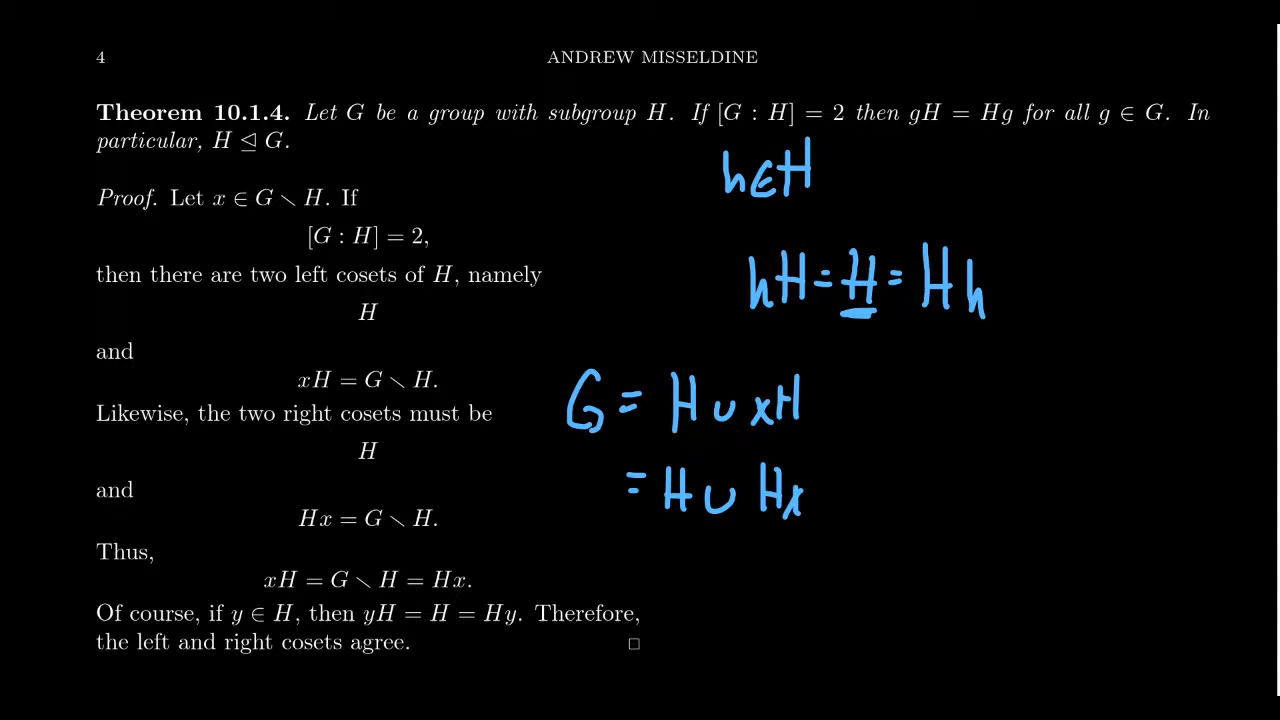 4 ANDREW MISSELDINE
Theorem 10.1.4. Let G be a group with subgroup H. If [G : H] = 2 then gH = Hg for all g ∈ G. In
particular, H ⊴ G.
h∈H
Proof. Let x ∈ G ∖ H. If
[G : H] = 2,
then there are two left cosets of H, namely
hH = H = Hh
H
and
xH = G ∖ H.
G = H ∪ xH
Likewise, the two right cosets must be
H
= H ∪ Hx
and
Hx = G ∖ H.
Thus,
xH = G ∖ H = Hx.
Of course, if y ∈ H, then yH = H = Hy. Therefore,
the left and right cosets agree. □